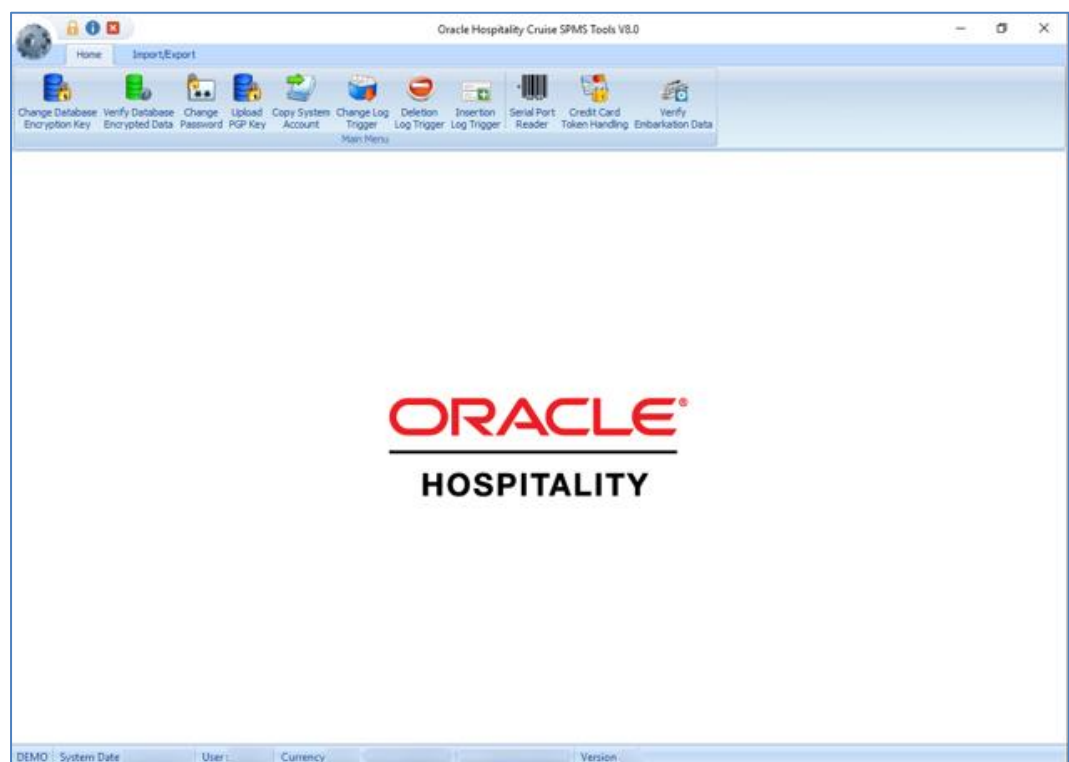 Oracle Hospitality Cruise SPMS Tools V8.0
Home Import/Export
Change Database Verify Database Change Upload Copy System Change Log Deletion Insertion Serial Port Credit Card Verify
Encryption Key Encrypted Data Password PGP Key Account Trigger Log Trigger Log Trigger Reader Token Handling Embarkation Data
Main Menu
ORACLE®
HOSPITALITY
DEMO System Date User : Currency Version